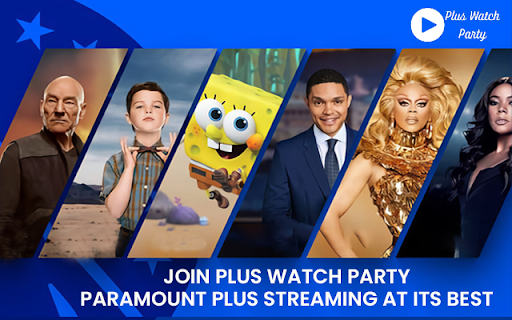 Plus Watch
Party
JOIN PLUS WATCH PARTY
PARAMOUNT PLUS STREAMING AT ITS BEST